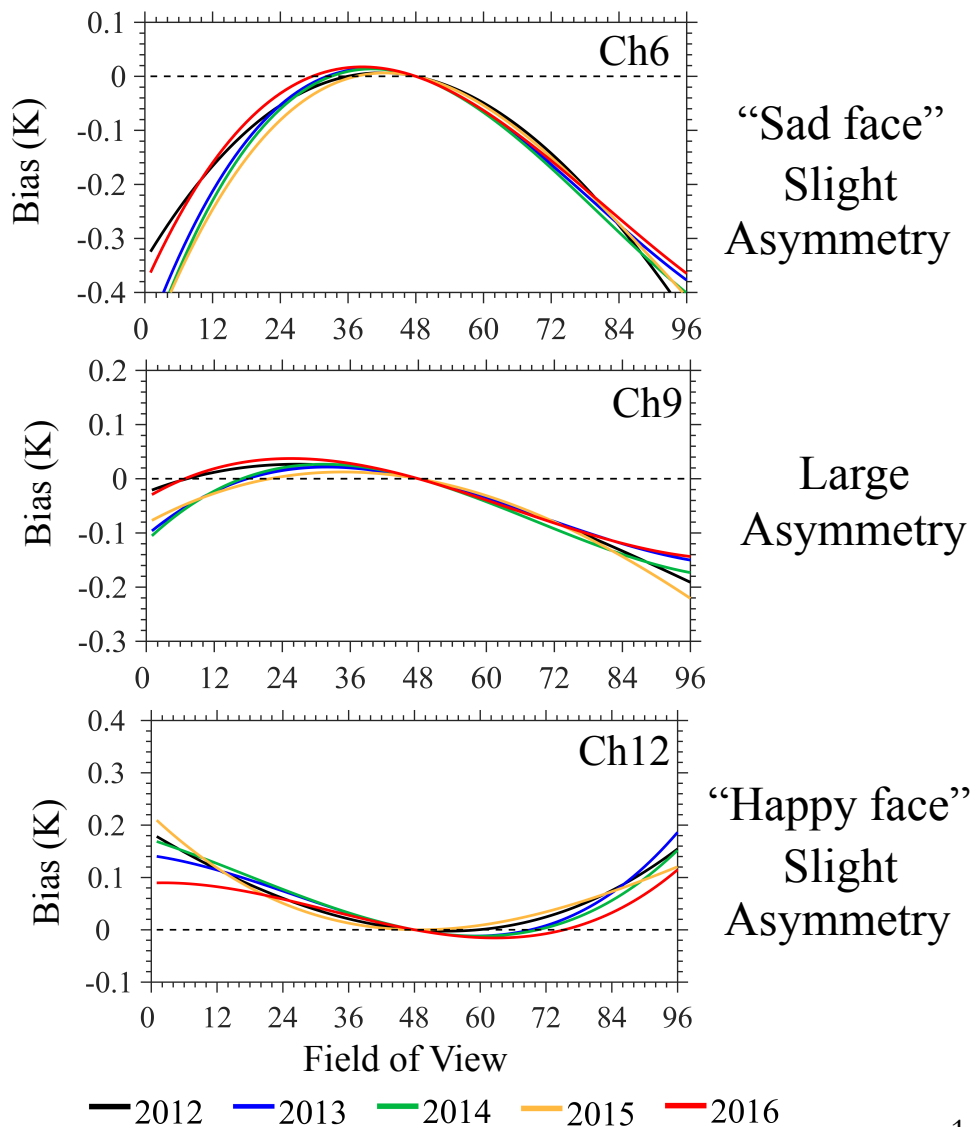 0.1
Ch6
0
-0.1
-0.2
-0.3
-0.4
Bias (K)
0 12 24 36 48 60 72 84 96
“Sad face”
Slight
Asymmetry
0.2
Ch9
0.1
0
-0.1
-0.2
-0.3
Bias (K)
0 12 24 36 48 60 72 84 96
Large
Asymmetry
0.4
Ch12
0.3
0.2
0.1
0
-0.1
Bias (K)
0 12 24 36 48 60 72 84 96
Field of View
“Happy face”
Slight
Asymmetry
2012 2013 2014 2015 2016